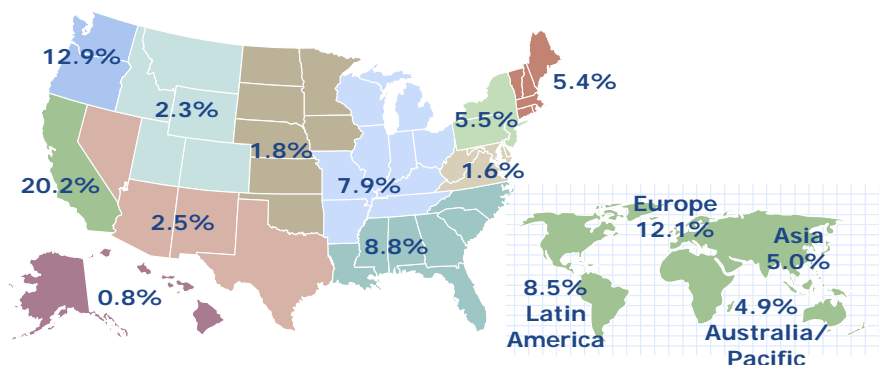 12.9%
2.3%
1.8%
7.9%
5.5%
5.4%
1.6%
20.2%
2.5%
8.8%
0.8%
Europe
12.1%
Asia
5.0%
8.5%
Latin
America
4.9%
Australia/
Pacific